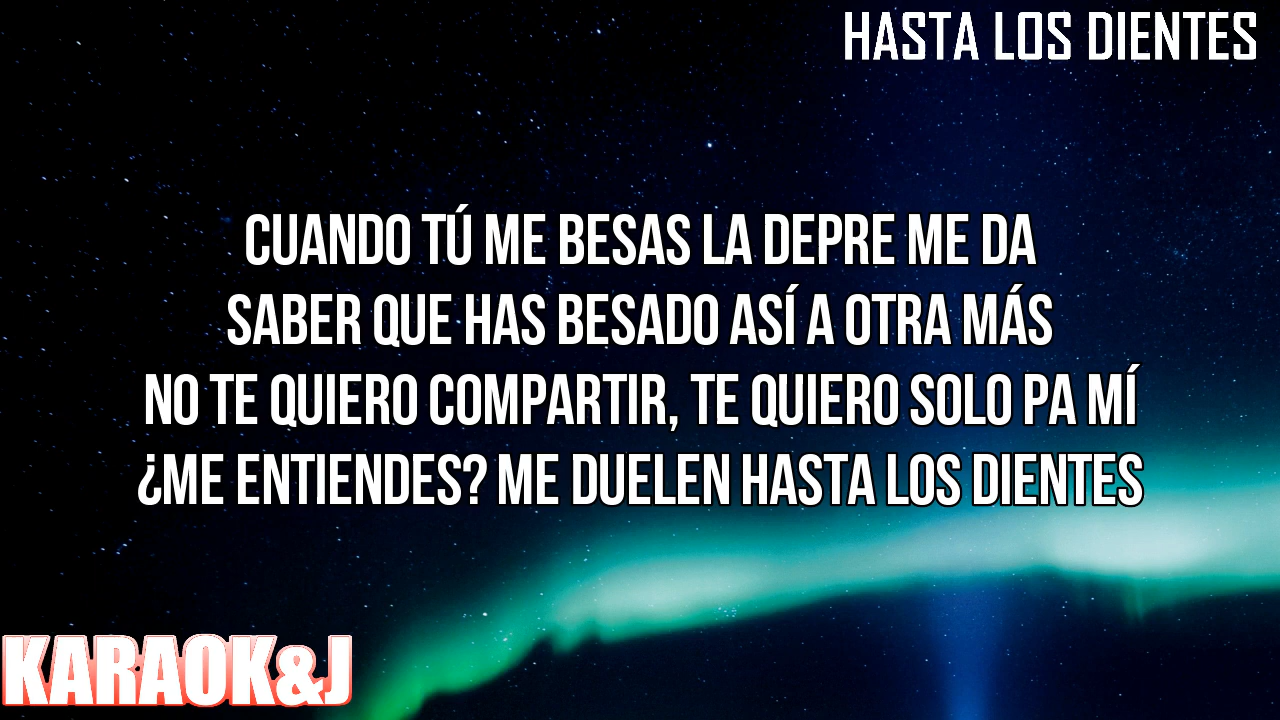 HASTA LOS DIENTES
CUANDO TÚ ME BESAS LA DEPRE ME DA
SABER QUE HAS BESADO ASÍ A OTRA MÁS
NO TE QUIERO COMPARTIR, TE QUIERO SOLO PA MÍ
¿ME ENTIENDES? ME DUELEN HASTA LOS DIENTES
KARAOK&J